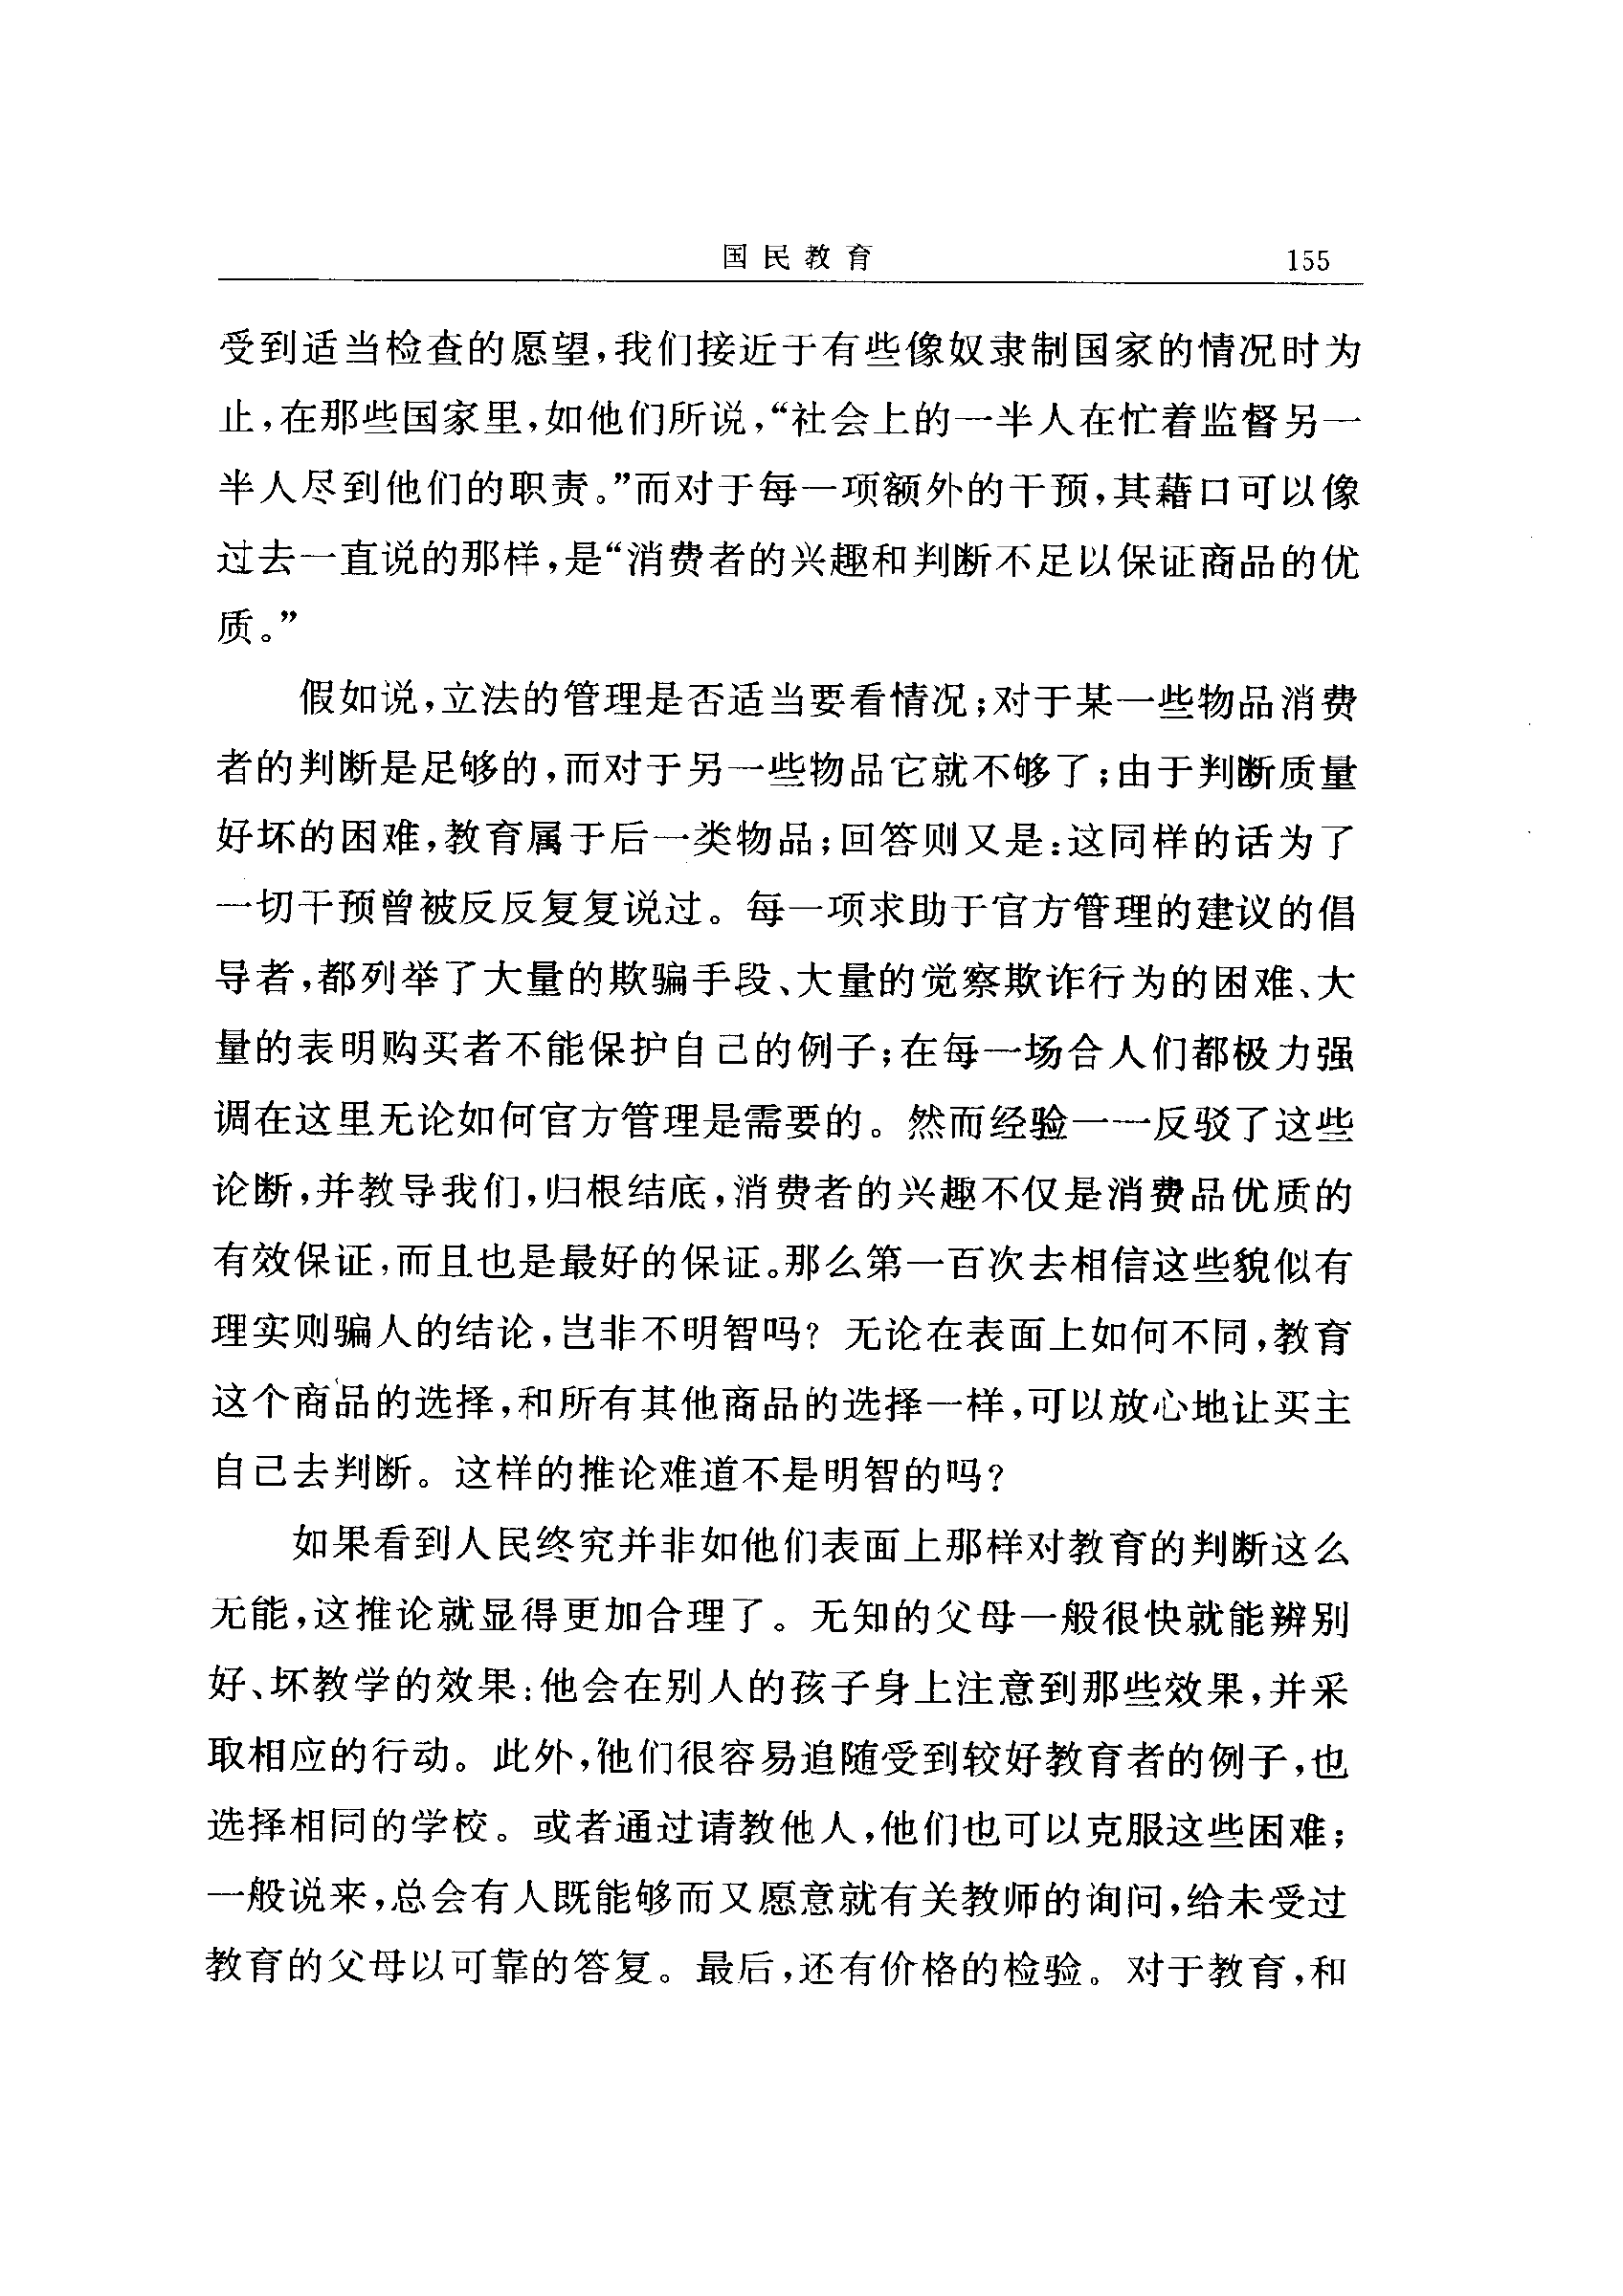 国民教育 155
受到适当检查的愿望，我们接近于有些像奴隶制国家的情况时为
止，在那些国家里，如他们所说，“社会上的一半人在忙着监督另一
半人尽到他们的职责。”而对于每一项额外的干预，其藉口可以像
过去一直说的那样，是“消费者的兴趣和判断不足以保证商品的优
质。”
假如说，立法的管理是否适当要看情况；对于某一些物品消费
者的判断是足够的，而对于另一些物品它就不够了；由于判断质量
好坏的困难，教育属于后一类物品；回答则又是：这同样的话为了
一切干预曾被反反复复说过。每一项求助于官方管理的建议的倡
导者，都列举了大量的欺骗手段、大量的觉察欺诈行为的困难、大
量的表明购买者不能保护自己的例子；在每一场合人们都极力强
调在这里无论如何官方管理是需要的。然而经验一一反驳了这些
论断，并教导我们，归根结底，消费者的兴趣不仅是消费品优质的
有效保证，而且也是最好的保证。那么第一百次去相信这些貌似有
理实则骗人的结论，岂非不明智吗？无论在表面上如何不同，教育
这个商品的选择，和所有其他商品的选择一样，可以放心地让买主
自己去判断。这样的推论难道不是明智的吗？
如果看到人民终究并非如他们表面上那样对教育的判断这么
无能，这推论就显得更加合理了。无知的父母一般很快就能辨别
好、坏教学的效果：他会在别人的孩子身上注意到那些效果，并采
取相应的行动。此外，他们很容易追随受到较好教育者的例子，也
选择相同的学校。或者通过请教他人，他们也可以克服这些困难；
一般说来，总会有人既能够而又愿意就有关教师的询问，给未受过
教育的父母以可靠的答复。最后，还有价格的检验。对于教育，和